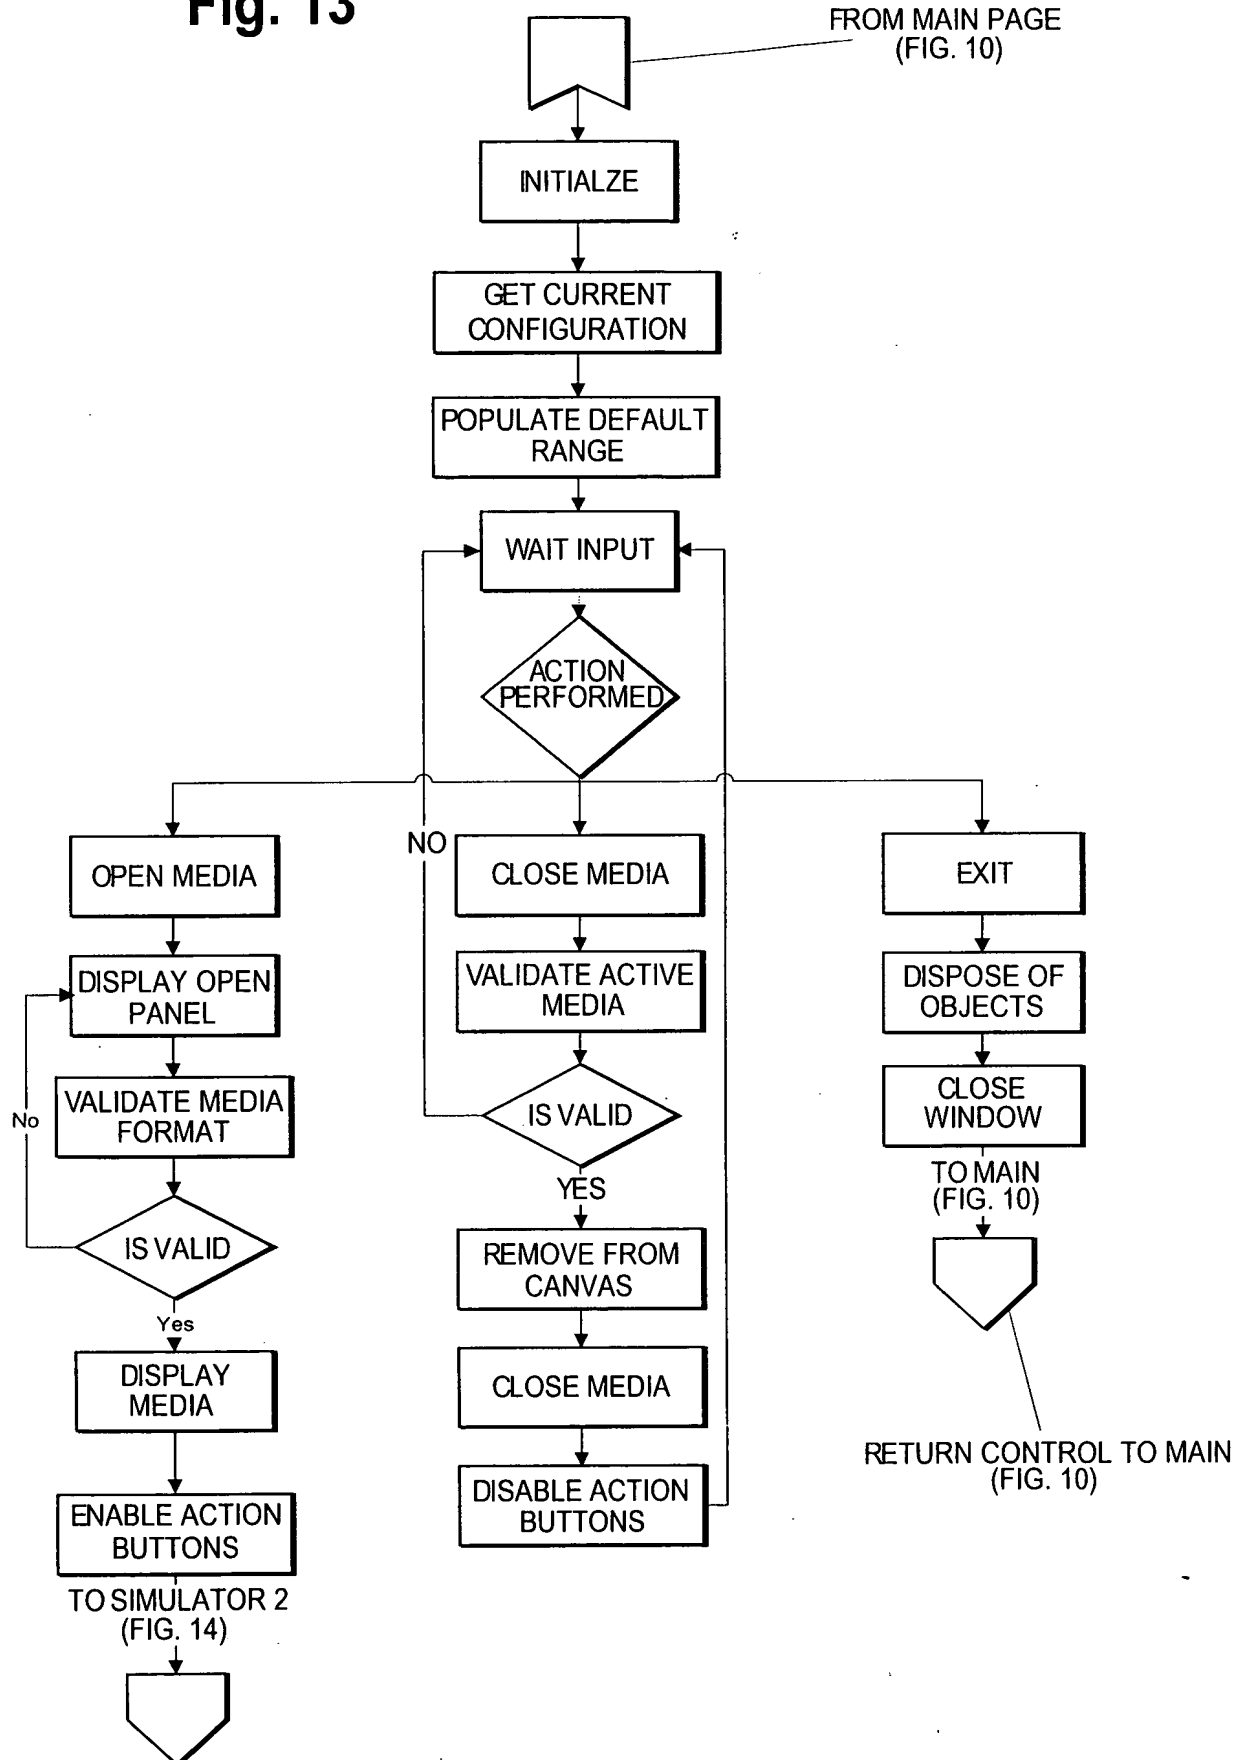 Fig. 13
FROM MAIN PAGE
(FIG. 10)
INITIALZE
GET CURRENT
CONFIGURATION
POPULATE DEFAULT
RANGE
WAIT INPUT
ACTION
PERFORMED
NO
OPEN MEDIA
DISPLAY OPEN
PANEL
VALIDATE MEDIA
FORMAT
No
IS VALID
Yes
DISPLAY
MEDIA
ENABLE ACTION
BUTTONS
TO SIMULATOR 2
(FIG. 14)
CLOSE MEDIA
VALIDATE ACTIVE
MEDIA
IS VALID
YES
REMOVE FROM
CANVAS
CLOSE MEDIA
DISABLE ACTION
BUTTONS
EXIT
DISPOSE OF
OBJECTS
CLOSE
WINDOW
TO MAIN
(FIG. 10)
RETURN CONTROL TO MAIN
(FIG. 10)